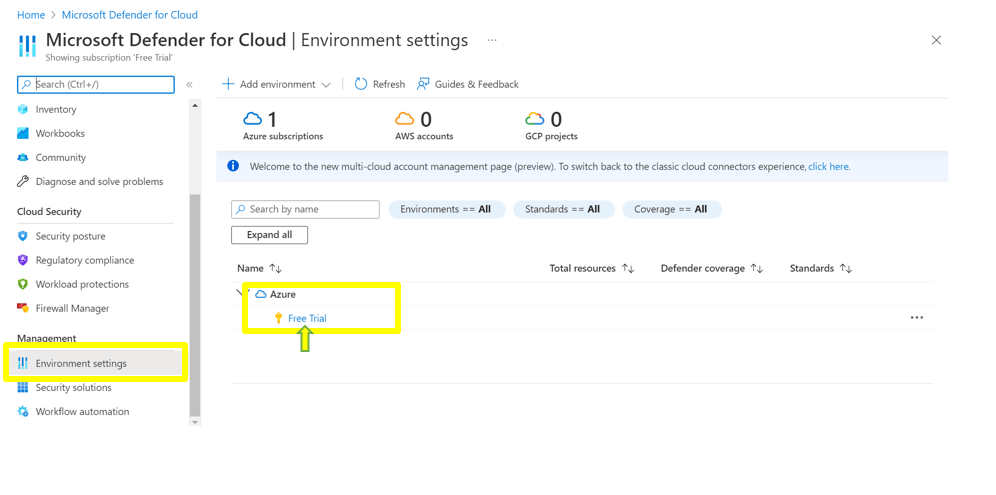 Home > Microsoft Defender for Cloud >
Microsoft Defender for Cloud | Environment settings ...
Showing subscription 'Free Trial'
Search (Ctrl+/)
«
Add environment
Refresh
Guides & Feedback
Inventory
Workbooks
Community
Diagnose and solve problems
Cloud Security
Security posture
Regulatory compliance
Workload protections
Firewall Manager
Management
Environment settings
Security solutions
Workflow automation
1
Azure subscriptions
0
AWS accounts
0
GCP projects
Welcome to the new multi-cloud account management page (preview). To switch back to the classic cloud connectors experience, click here.
Search by name
Environments == All
Standards == All
Coverage == All
Expand all
Name ↑↓ Total resources ↑↓ Defender coverage ↑↓ Standards ↑↓
Azure
Free Trial
...